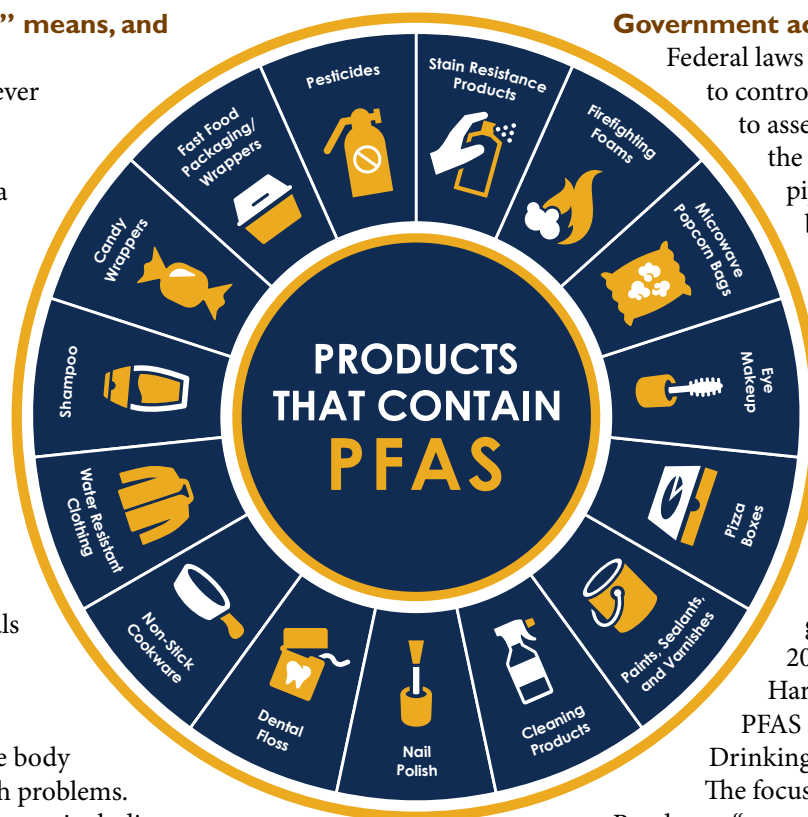 ” means, and
ever
a
als
e body
h problems.
Government ac
Federal laws
to contro
to asse
the
pi
b
g
20
Har
PFAS
Drinking
The focus
PRODUCTS
THAT CONTAIN
PFAS
Pesticides
Stain Resistance
Products
Firefighting
Foams
Microwave
Popcorn Bags
Eye
Makeup
Pizza
Boxes
Paints, Sealants,
and Varnishes
Cleaning
Products
Nail
Polish
Dental
Floss
Non-Stick
Cookware
Water Resistant
Clothing
Shampoo
Candy
Wrappers
Fast Food
Packaging/
Wrappers